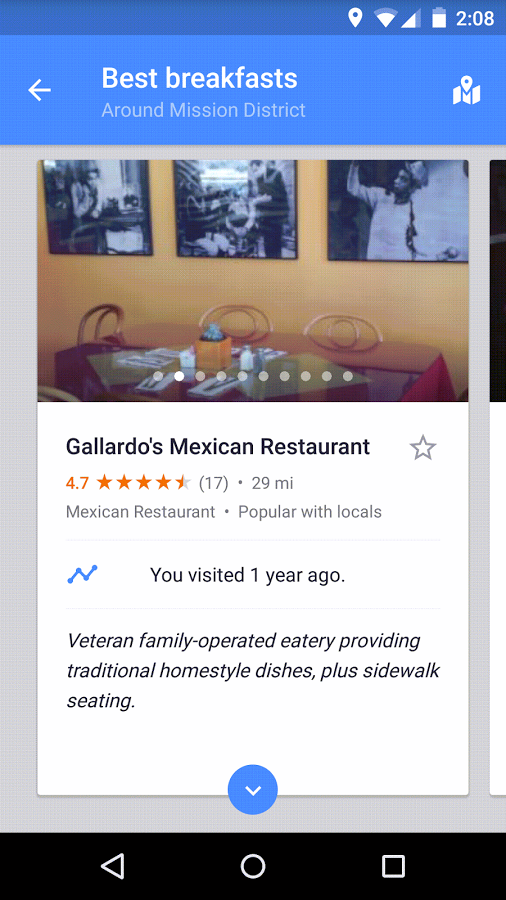 2:08
Best breakfasts
Around Mission District
Gallardo's Mexican Restaurant
4.7 (17) • 29 mi
Mexican Restaurant • Popular with locals
You visited 1 year ago.
Veteran family-operated eatery providing
traditional homestyle dishes, plus sidewalk
seating.